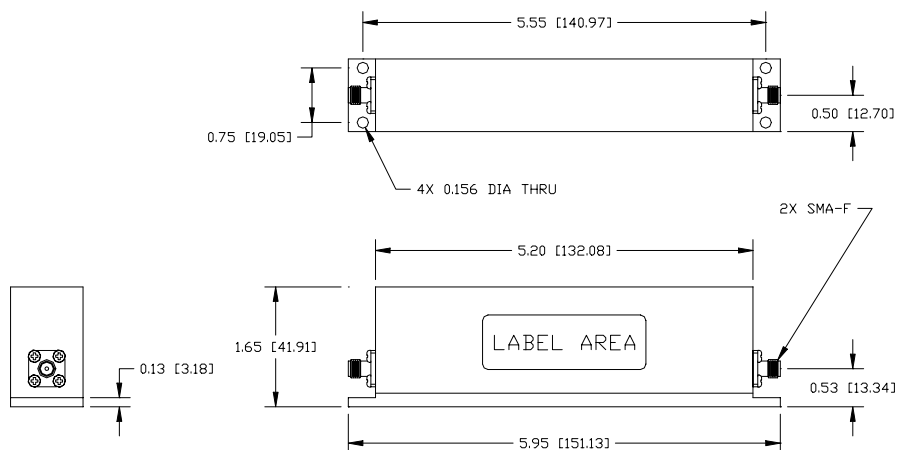 5.55 [140.97]
0.50 [12.70]
0.75 [19.05]
4X 0.156 DIA THRU
2X SMA-F
5.20 [132.08]
1.65 [41.91]
LABEL AREA
0.13 [3.18]
0.53 [13.34]
5.95 [151.13]